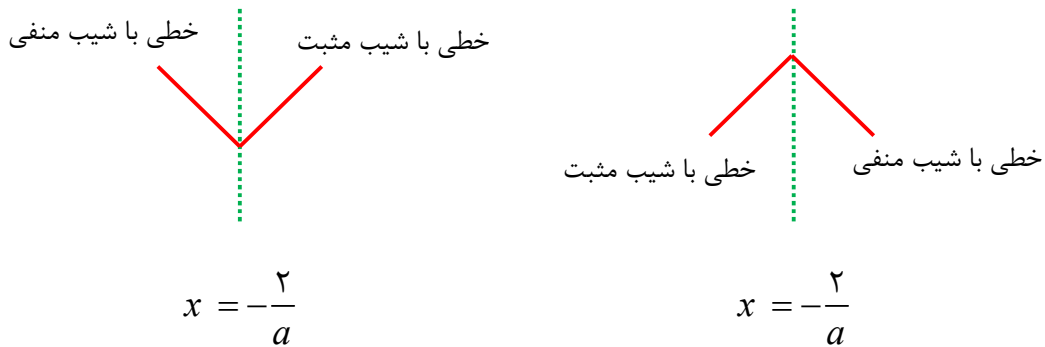 خطی با شیب منفی
خطی با شیب مثبت
خطی با شیب مثبت
خطی با شیب منفی
x = -۲/a
x = -۲/a